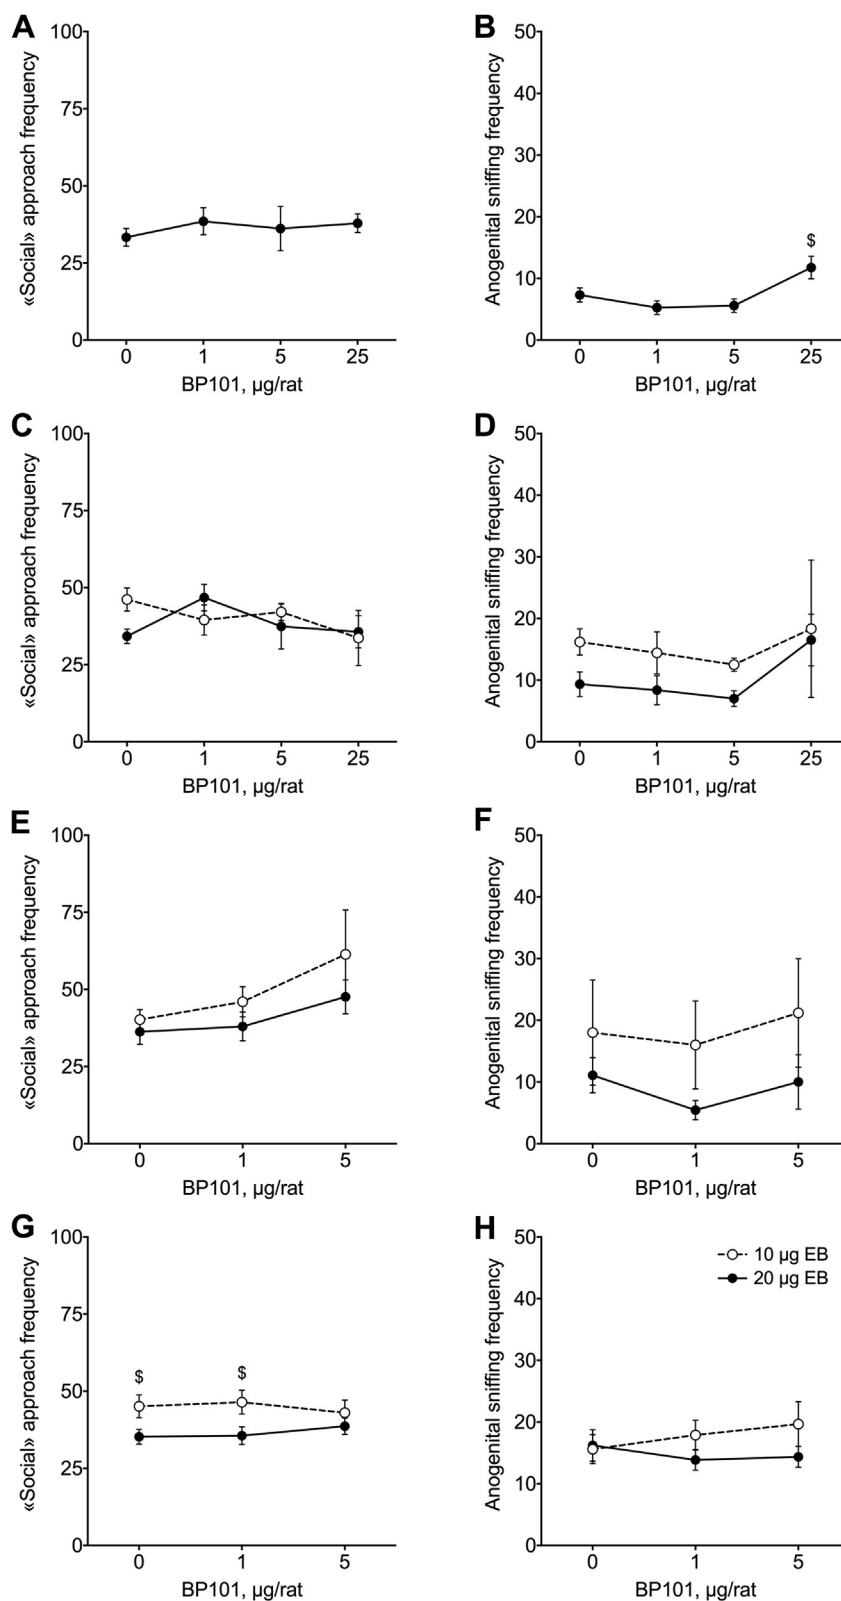 A
«Social» approach frequency
100
75
50
25
0
0 1 5 25
BP101, µg/rat
B
Anogenital sniffing frequency
50
40
30
20
10
0
$
0 1 5 25
BP101, µg/rat
C
«Social» approach frequency
100
75
50
25
0
0 1 5 25
BP101, µg/rat
D
Anogenital sniffing frequency
50
40
30
20
10
0
0 1 5 25
BP101, µg/rat
E
«Social» approach frequency
100
75
50
25
0
0 1 5
BP101, µg/rat
F
Anogenital sniffing frequency
50
40
30
20
10
0
0 1 5
BP101, µg/rat
G
«Social» approach frequency
100
75
50
25
0
$ $
0 1 5
BP101, µg/rat
H
Anogenital sniffing frequency
50
40
30
20
10
0
10 µg EB
20 µg EB
0 1 5
BP101, µg/rat